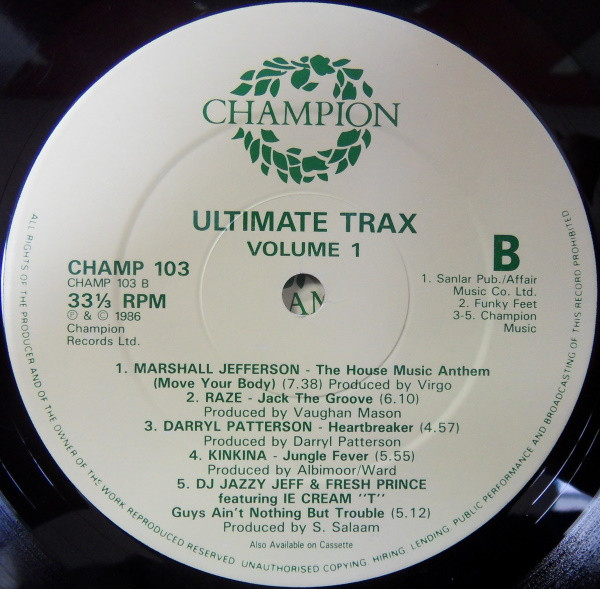 CHAMPION
ULTIMATE TRAX
VOLUME 1
CHAMP 103
CHAMP 103 B
33⅓ RPM
℗ & © 1986
Champion
Records Ltd.
B
1. Sanlar Pub./Affair
Music Co. Ltd.
2. Funky Feet
3-5. Champion
Music
AN
1. MARSHALL JEFFERSON - The House Music Anthem
(Move Your Body) (7.38) Produced by Virgo
2. RAZE - Jack The Groove (6.10)
Produced by Vaughan Mason
3. DARRYL PATTERSON - Heartbreaker (4.57)
Produced by Darryl Patterson
4. KINKINA - Jungle Fever (5.55)
Produced by Albimoor/Ward
5. DJ JAZZY JEFF & FRESH PRINCE
featuring IE CREAM "T"
Guys Ain't Nothing But Trouble (5.12)
Produced by S. Salaam
Also Available on Cassette
ALL RIGHTS OF THE PRODUCER AND OF THE OWNER OF THE WORK REPRODUCED RESERVED. UNAUTHORISED COPYING, HIRING, LENDING, PUBLIC PERFORMANCE AND BROADCASTING OF THIS RECORD PROHIBITED